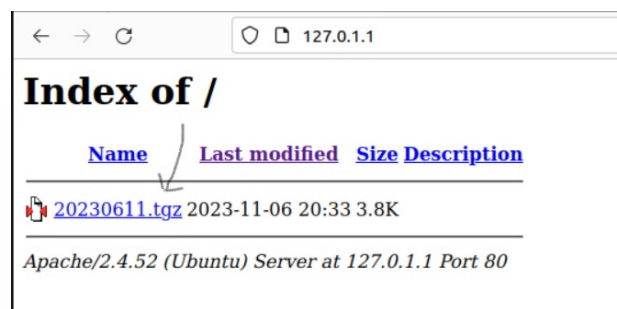 127.0.1.1
Index of /
Name Last modified Size Description
20230611.tgz 2023-11-06 20:33 3.8K
Apache/2.4.52 (Ubuntu) Server at 127.0.1.1 Port 80